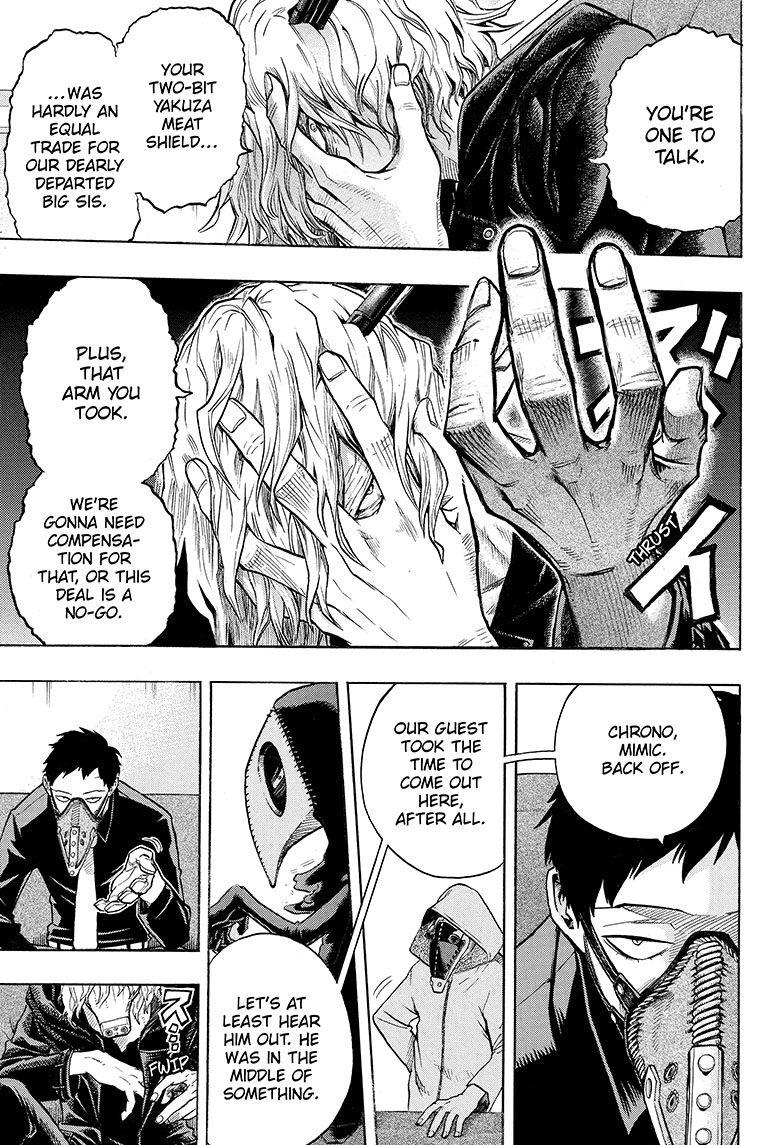 YOU'RE
ONE TO
TALK.
YOUR
TWO-BIT
YAKUZA
MEAT
SHIELD...
...WAS
HARDLY AN
EQUAL
TRADE FOR
OUR DEARLY
DEPARTED
BIG SIS.
PLUS,
THAT
ARM YOU
TOOK.
WE'RE
GONNA NEED
COMPENSA-
TION FOR
THAT, OR THIS
DEAL IS A
NO-GO.
THRUST
CHRONO,
MIMIC.
BACK OFF.
OUR GUEST
TOOK THE
TIME TO
COME OUT
HERE,
AFTER ALL.
LET'S AT
LEAST HEAR
HIM OUT. HE
WAS IN THE
MIDDLE OF
SOMETHING.
FWIP